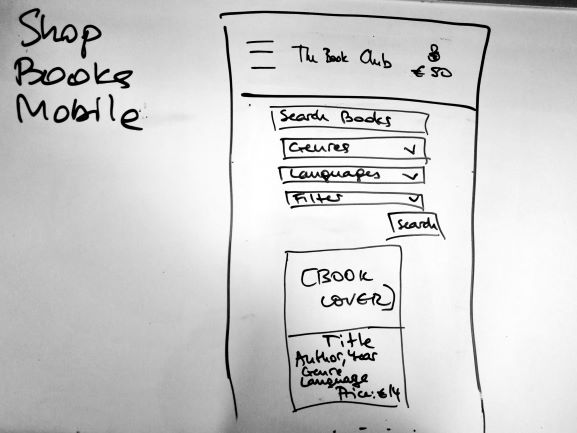 Shop
Books
Mobile
The Book Club
€ 50
Search Books
Genres
Languages
Filter
Search
[BOOK
COVER]
Title
Author, Year
Genre
Language
Price: €14